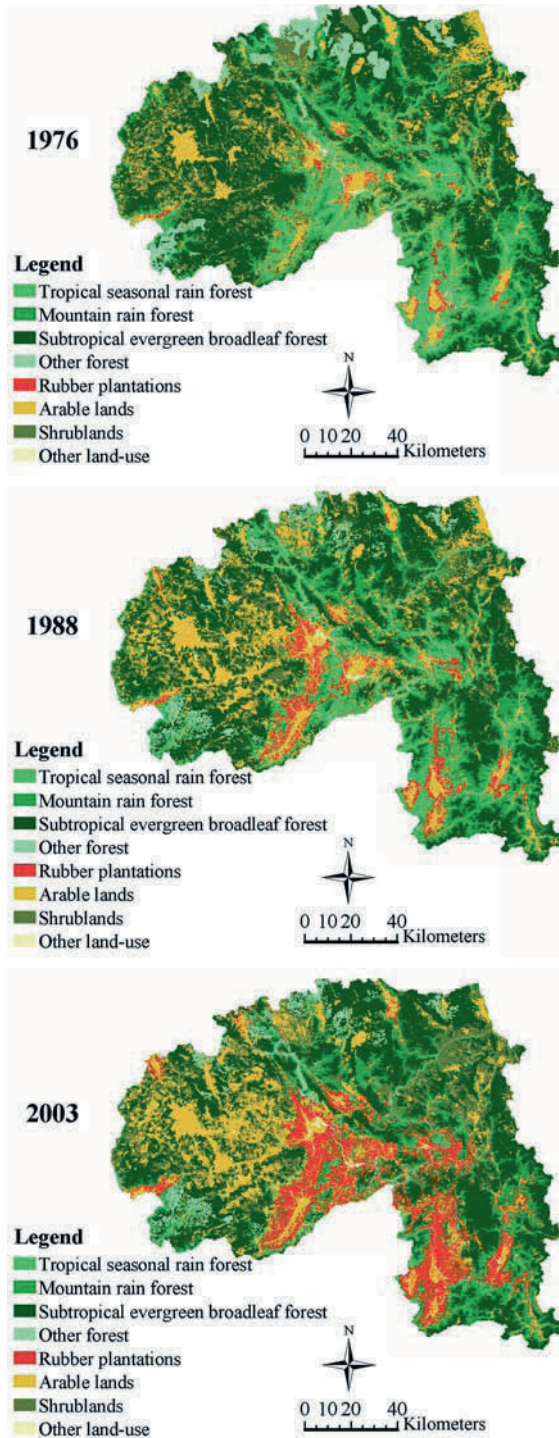 1976
Legend
Tropical seasonal rain forest
Mountain rain forest
Subtropical evergreen broadleaf forest
Other forest
Rubber plantations
Arable lands
Shrublands
Other land-use
N
0 10 20 40
Kilometers
1988
Legend
Tropical seasonal rain forest
Mountain rain forest
Subtropical evergreen broadleaf forest
Other forest
Rubber plantations
Arable lands
Shrublands
Other land-use
N
0 10 20 40
Kilometers
2003
Legend
Tropical seasonal rain forest
Mountain rain forest
Subtropical evergreen broadleaf forest
Other forest
Rubber plantations
Arable lands
Shrublands
Other land-use
N
0 10 20 40
Kilometers